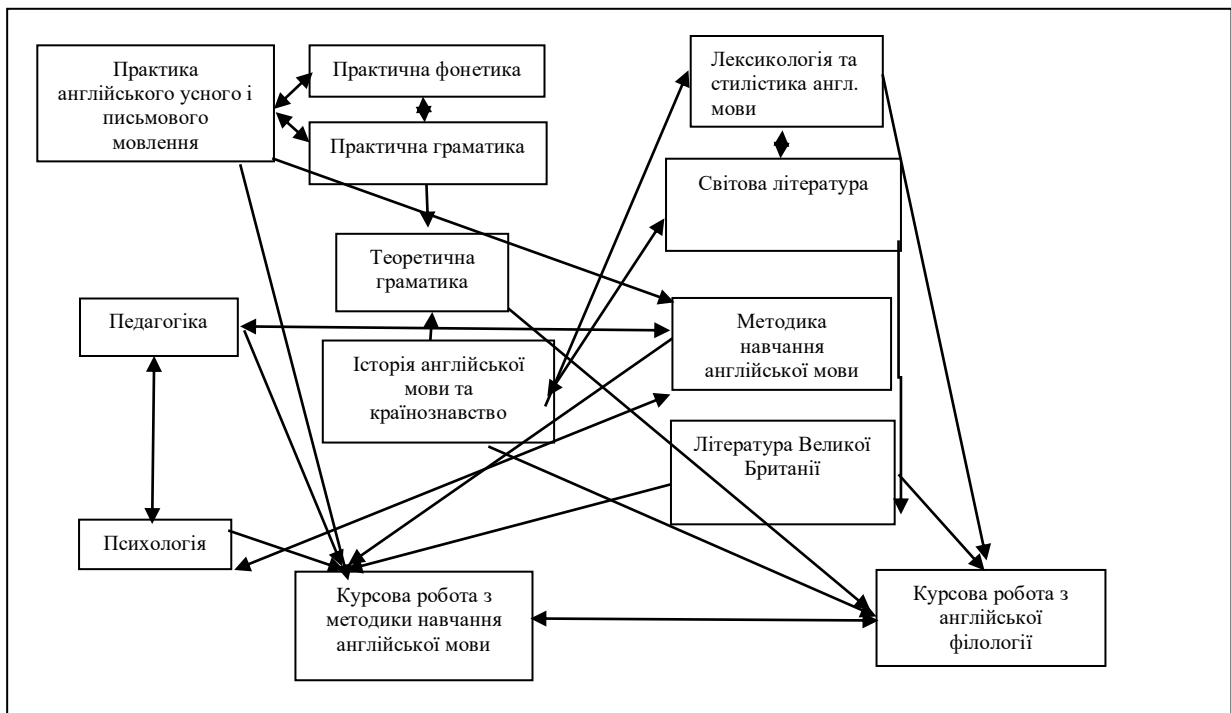 Практика
англійського усного і
письмового
мовлення
Практична фонетика
Практична граматика
Лексикологія та
стилістика англ.
мови
Світова література
Теоретична
граматика
Педагогіка
Історія англійської
мови та
країнознавство
Методика
навчання
англійської мови
Література Великої
Британії
Психологія
Курсова робота з
методики навчання
англійської мови
Курсова робота з
англійської
філології